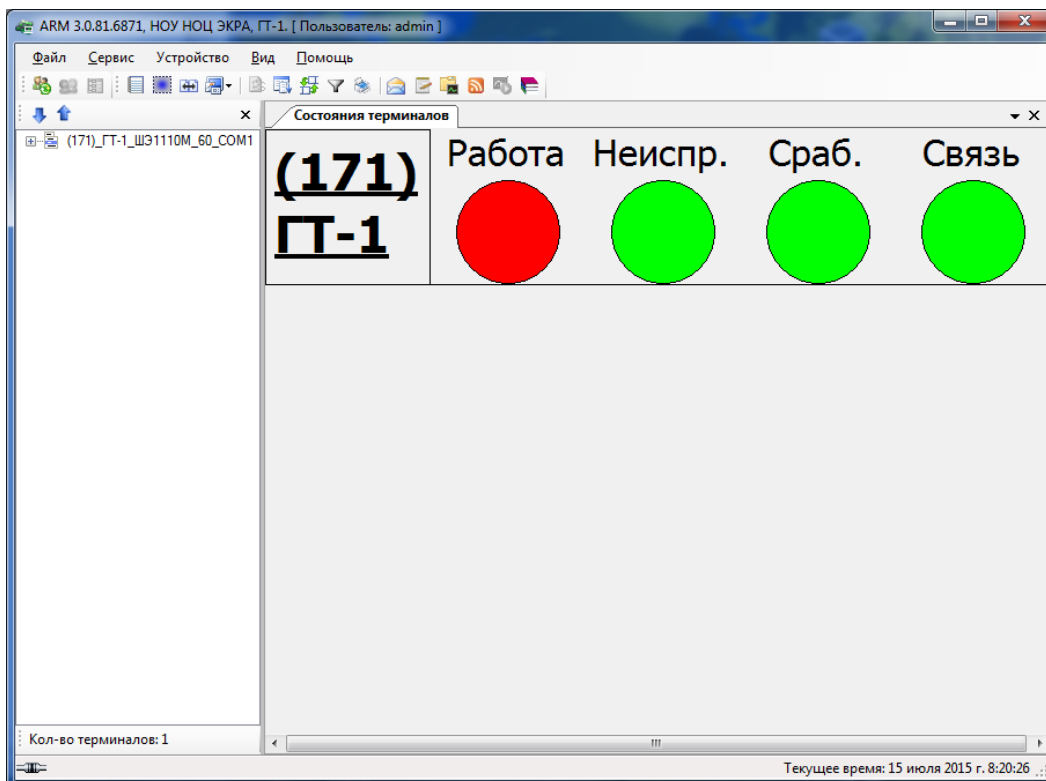 ARM 3.0.81.6871, НОУ НОЦ ЭКРА, ГТ-1. [ Пользователь: admin ]
Файл Сервис Устройство Вид Помощь
Состояния терминалов
(171)_ГТ-1_ШЭ1110М_60_COM1
(171)
ГТ-1
Работа Неиспр. Сраб. Связь
Кол-во терминалов: 1
Текущее время: 15 июля 2015 г. 8:20:26